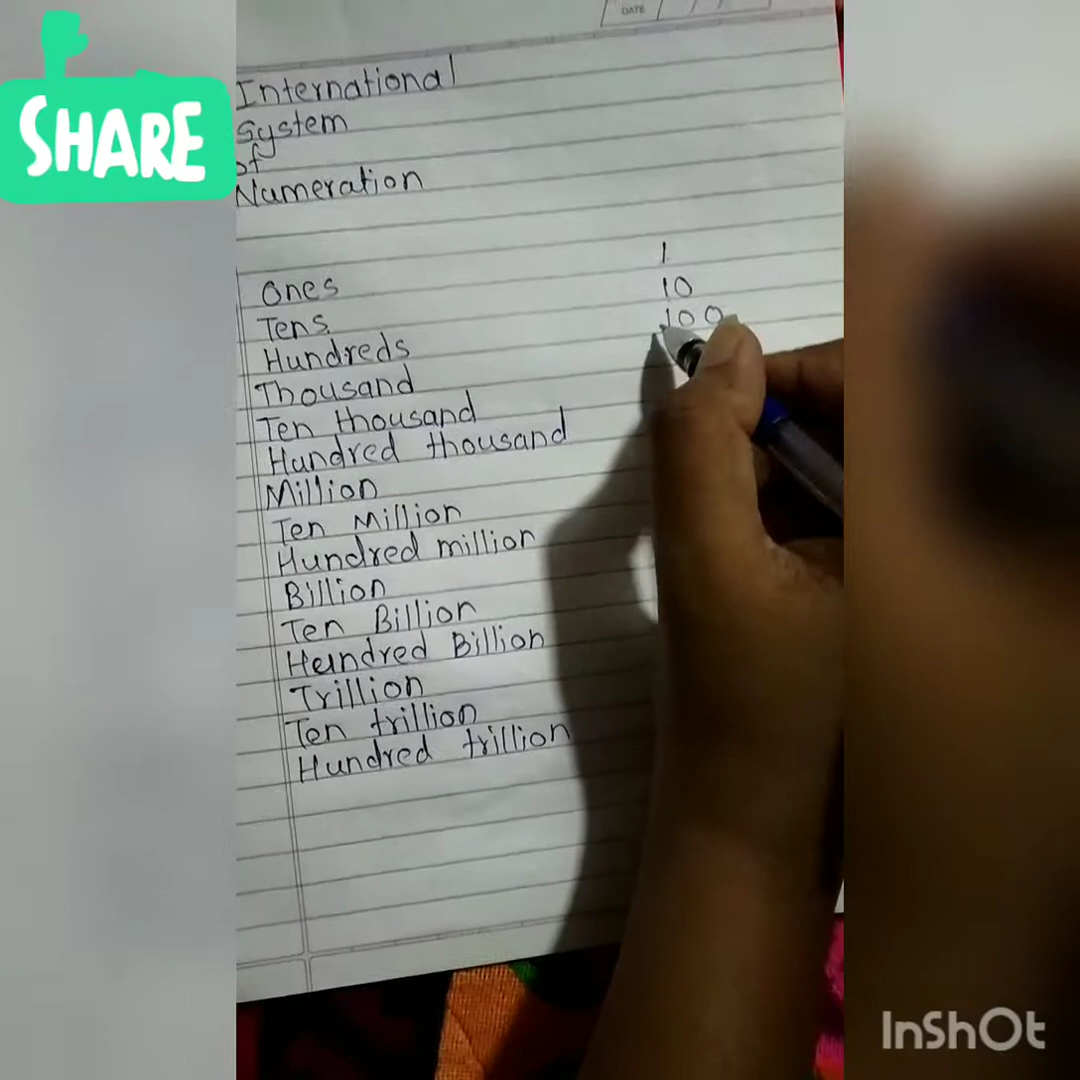 DATE
SHARE
International
System
of
Numeration
Ones 1
Tens 10
Hundreds 100
Thousand
Ten thousand
Hundred thousand
Million
Ten Million
Hundred million
Billion
Ten Billion
Hundred Billion
Trillion
Ten trillion
Hundred trillion
InShOt